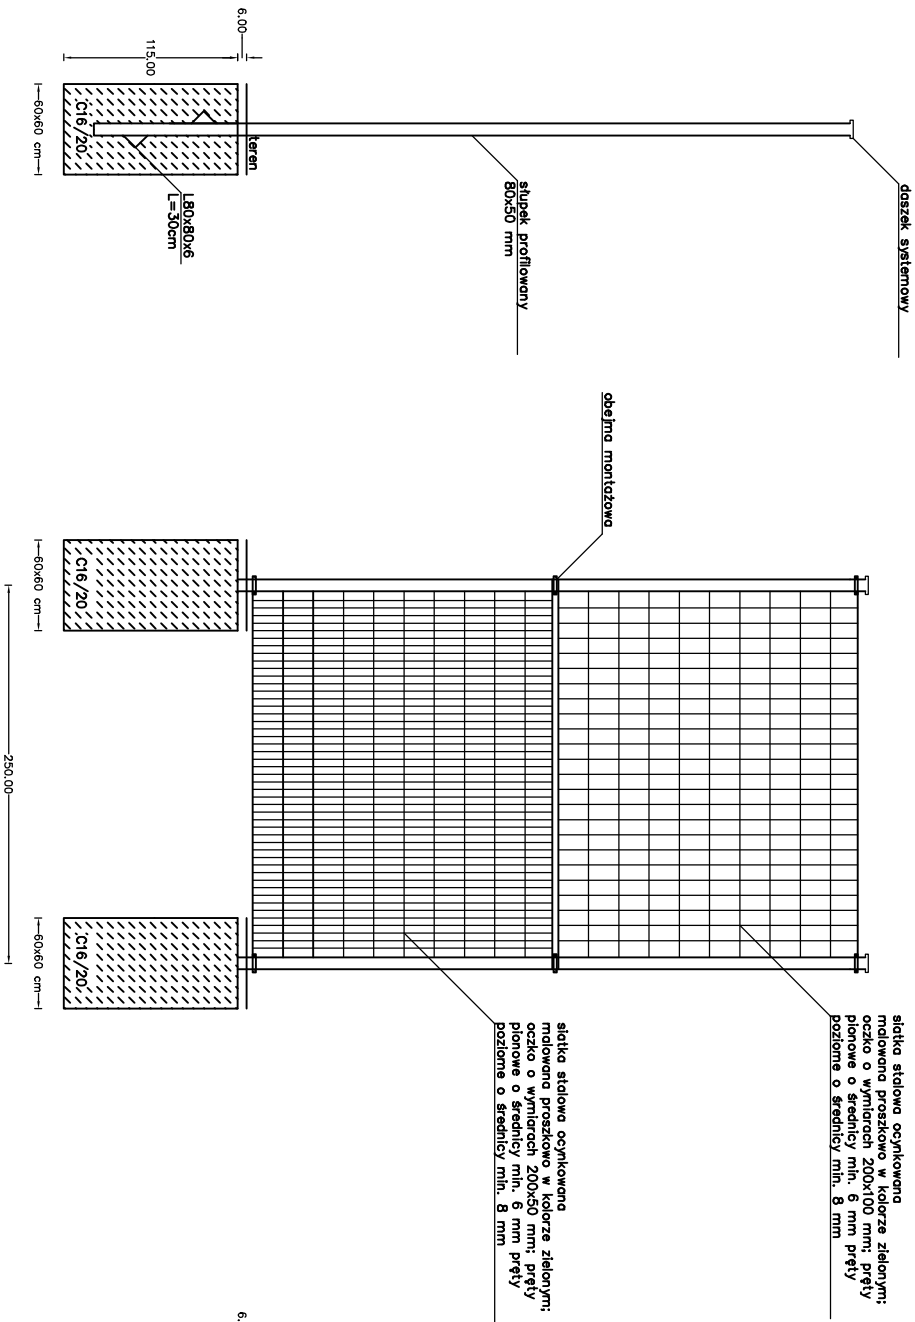 daszek systemowy
słupek profilowany
80x50 mm
teren
C16/20
L80x80x6
L=30cm
6.00
115.00
60x60 cm
obejma montażowa
C16/20
60x60 cm
250.00
C16/20
60x60 cm
siatka stalowa ocynkowana
malowana proszkowo w kolorze zielonym;
oczko o wymiarach 200x100 mm; pręty
pionowe o średnicy min. 6 mm pręty
poziome o średnicy min. 8 mm
siatka stalowa ocynkowana
malowana proszkowo w kolorze zielonym;
oczko o wymiarach 200x50 mm; pręty
pionowe o średnicy min. 6 mm pręty
poziome o średnicy min. 8 mm
6.